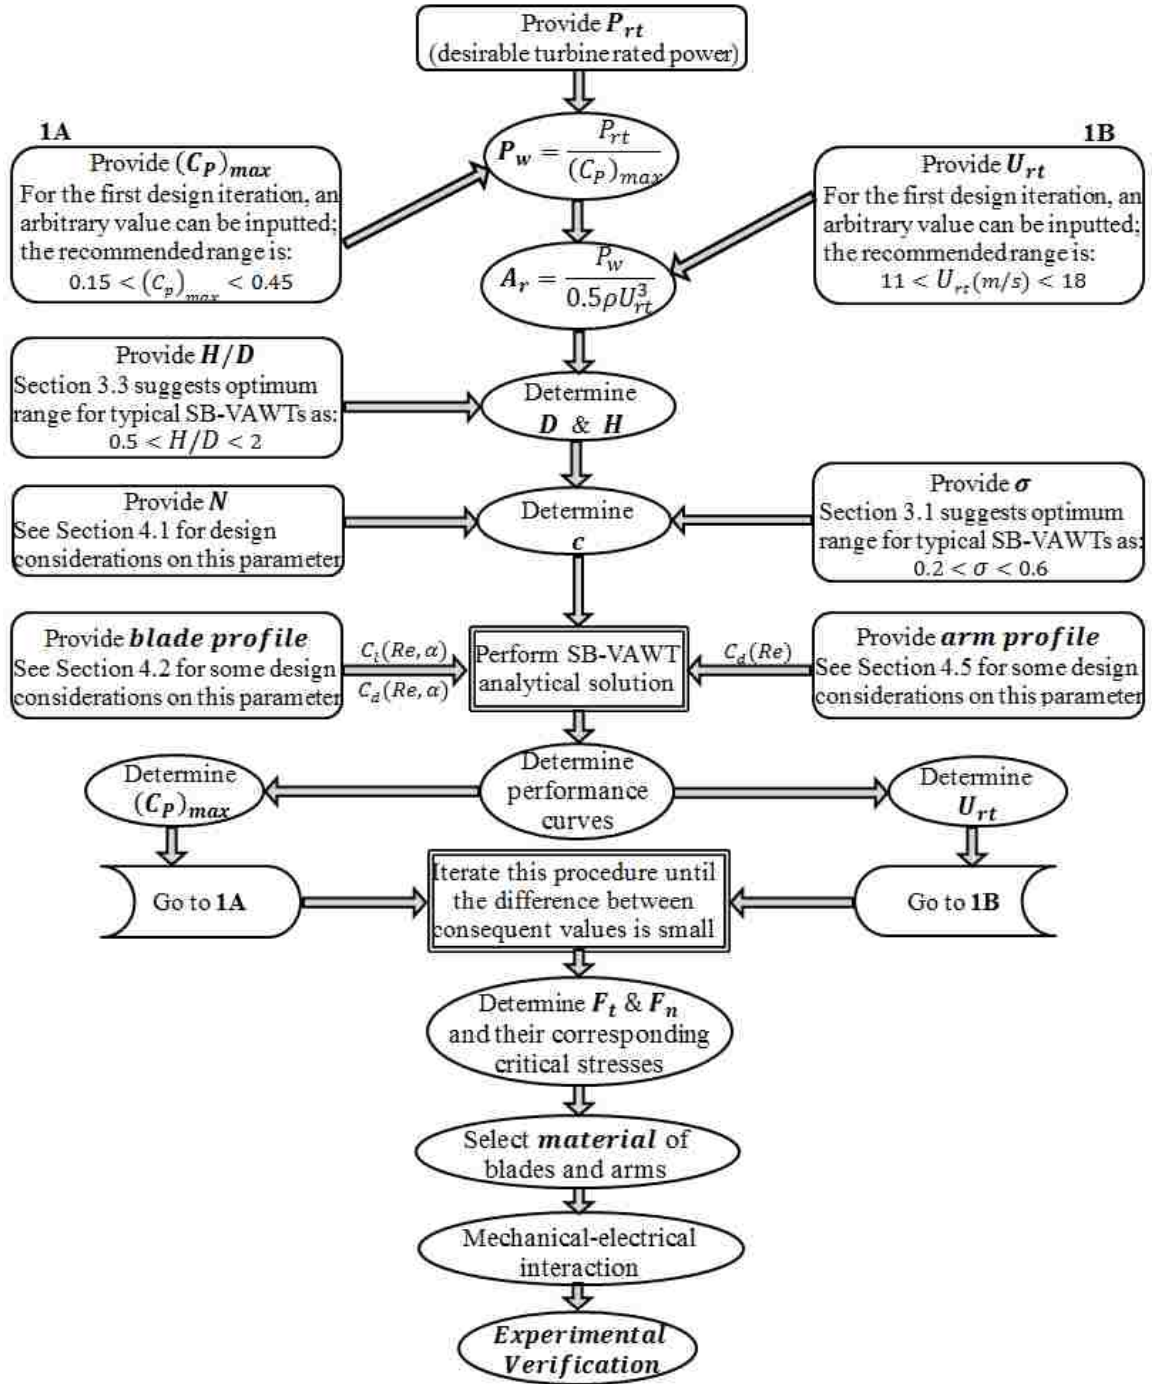 Provide P_rt
(desirable turbine rated power)
1A
Provide (C_P)_max
For the first design iteration, an
arbitrary value can be inputted;
the recommended range is:
0.15 < (C_p)_max < 0.45
P_w = P_rt / (C_P)_max
1B
Provide U_rt
For the first design iteration, an
arbitrary value can be inputted;
the recommended range is:
11 < U_rt(m/s) < 18
A_r = P_w / 0.5ρU_rt^3
Provide H/D
Section 3.3 suggests optimum
range for typical SB-VAWTs as:
0.5 < H/D < 2
Determine
D & H
Provide N
See Section 4.1 for design
considerations on this parameter
Determine
c
Provide σ
Section 3.1 suggests optimum
range for typical SB-VAWTs as:
0.2 < σ < 0.6
Provide blade profile
See Section 4.2 for some design
considerations on this parameter
C_l(Re, α)
C_d(Re, α)
Perform SB-VAWT
analytical solution
C_d(Re)
Provide arm profile
See Section 4.5 for some design
considerations on this parameter
Determine
(C_P)_max
Determine
performance
curves
Determine
U_rt
Go to 1A
Iterate this procedure until
the difference between
consequent values is small
Go to 1B
Determine F_t & F_n
and their corresponding
critical stresses
Select material of
blades and arms
Mechanical-electrical
interaction
Experimental
Verification